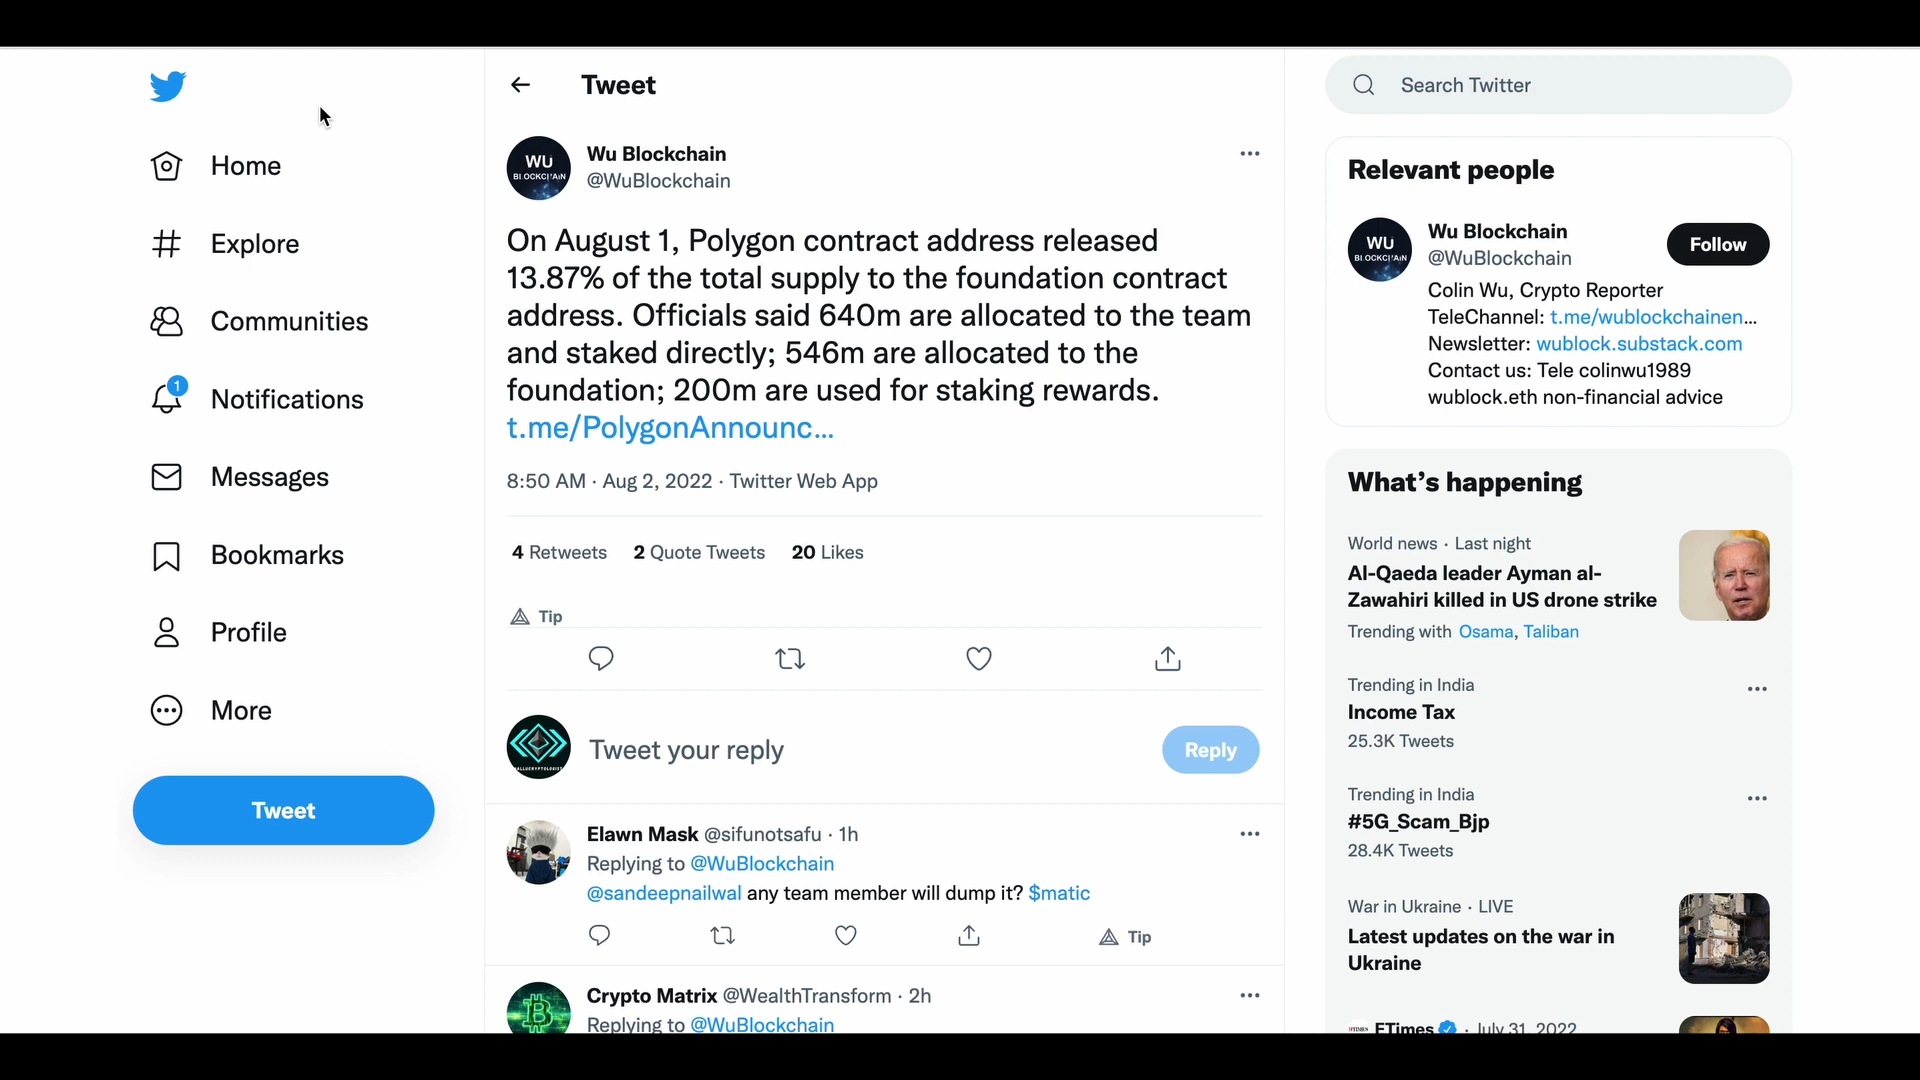 Home
Explore
Communities
1
Notifications
Messages
Bookmarks
Profile
More
Tweet
Tweet
WU
BLOCKCHAIN
Wu Blockchain
@WuBlockchain
On August 1, Polygon contract address released
13.87% of the total supply to the foundation contract
address. Officials said 640m are allocated to the team
and staked directly; 546m are allocated to the
foundation; 200m are used for staking rewards.
t.me/PolygonAnnounc...
8:50 AM · Aug 2, 2022 · Twitter Web App
4 Retweets 2 Quote Tweets 20 Likes
Tip
Tweet your reply
Reply
Elawn Mask @sifunotsafu · 1h
Replying to @WuBlockchain
@sandeepnailwal any team member will dump it? $matic
Tip
Crypto Matrix @WealthTransform · 2h
Replying to @WuBlockchain
Search Twitter
Relevant people
WU
BLOCKCHAIN
Wu Blockchain
@WuBlockchain
Follow
Colin Wu, Crypto Reporter
TeleChannel: t.me/wublockchainen...
Newsletter: wublock.substack.com
Contact us: Tele colinwu1989
wublock.eth non-financial advice
What's happening
World news · Last night
Al-Qaeda leader Ayman al-
Zawahiri killed in US drone strike
Trending with Osama, Taliban
Trending in India
Income Tax
25.3K Tweets
Trending in India
#5G_Scam_Bjp
28.4K Tweets
War in Ukraine · LIVE
Latest updates on the war in
Ukraine
ETimes · July 31, 2022